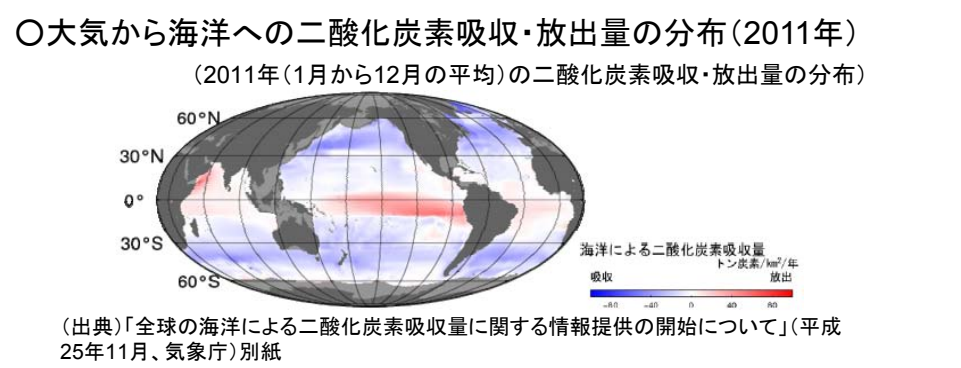 ○大気から海洋への二酸化炭素吸収・放出量の分布（2011年）
（2011年（1月から12月の平均）の二酸化炭素吸収・放出量の分布）
60°N
30°N
0°
30°S
60°S
海洋による二酸化炭素吸収量
トン炭素/km²/年
吸収 放出
-80 -40 0 40 80
（出典）「全球の海洋による二酸化炭素吸収量に関する情報提供の開始について」（平成
25年11月、気象庁）別紙